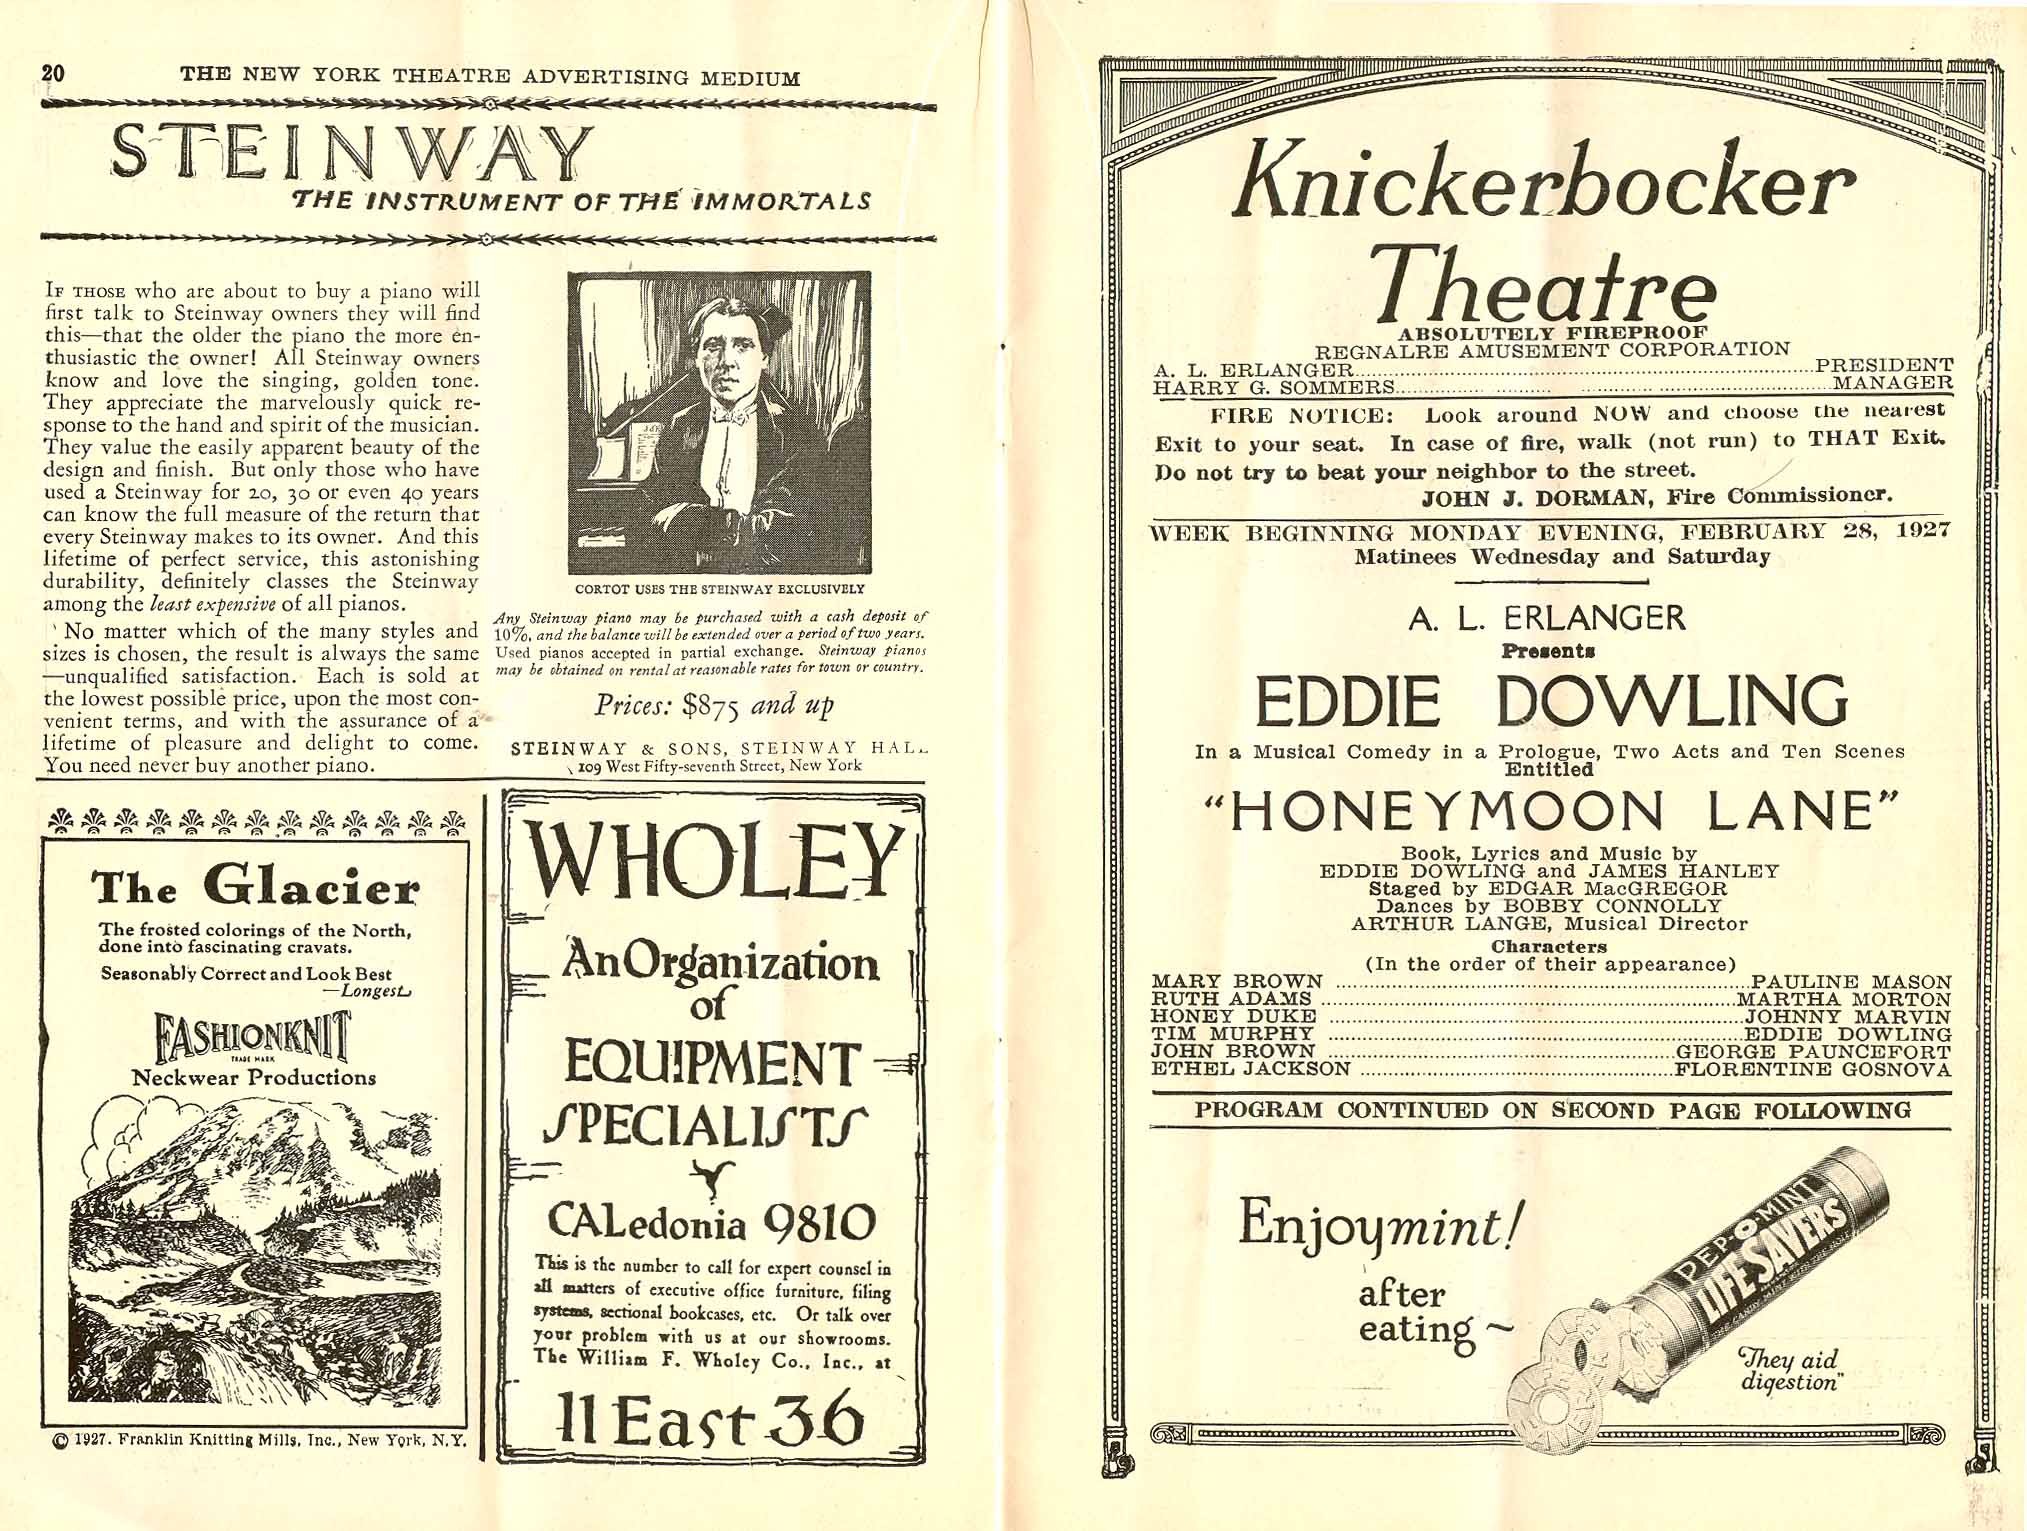 20
THE NEW YORK THEATRE ADVERTISING MEDIUM
STEINWAY
THE INSTRUMENT OF THE IMMORTALS
IF THOSE who are about to buy a piano will
first talk to Steinway owners they will find
this—that the older the piano the more en-
thusiastic the owner! All Steinway owners
know and love the singing, golden tone.
They appreciate the marvelously quick re-
sponse to the hand and spirit of the musician.
They value the easily apparent beauty of the
design and finish. But only those who have
used a Steinway for 20, 30 or even 40 years
can know the full measure of the return that
every Steinway makes to its owner. And this
lifetime of perfect service, this astonishing
durability, definitely classes the Steinway
among the least expensive of all pianos.
No matter which of the many styles and
sizes is chosen, the result is always the same
—unqualified satisfaction. Each is sold at
the lowest possible price, upon the most con-
venient terms, and with the assurance of a
lifetime of pleasure and delight to come.
You need never buy another piano.
CORTOT USES THE STEINWAY EXCLUSIVELY
Any Steinway piano may be purchased with a cash deposit of
10%, and the balance will be extended over a period of two years.
Used pianos accepted in partial exchange. Steinway pianos
may be obtained on rental at reasonable rates for town or country.
Prices: $875 and up
STEINWAY & SONS, STEINWAY HALL
109 West Fifty-seventh Street, New York
The Glacier
The frosted colorings of the North,
done into fascinating cravats.
Seasonably Correct and Look Best
—Longest
FASHIONKNIT
TRADE MARK
Neckwear Productions
© 1927. Franklin Knitting Mills, Inc., New York, N.Y.
WHOLEY
An Organization
of
EQUIPMENT
SPECIALISTS
CALedonia 9810
This is the number to call for expert counsel in
all matters of executive office furniture, filing
systems, sectional bookcases, etc. Or talk over
your problem with us at our showrooms.
The William F. Wholey Co., Inc., at
11 East 36
Knickerbocker
Theatre
ABSOLUTELY FIREPROOF
REGNALRE AMUSEMENT CORPORATION
A. L. ERLANGER PRESIDENT
HARRY G. SOMMERS MANAGER
FIRE NOTICE: Look around NOW and choose the nearest
Exit to your seat. In case of fire, walk (not run) to THAT Exit.
Do not try to beat your neighbor to the street.
JOHN J. DORMAN, Fire Commissioner.
WEEK BEGINNING MONDAY EVENING, FEBRUARY 28, 1927
Matinees Wednesday and Saturday
A. L. ERLANGER
Presents
EDDIE DOWLING
In a Musical Comedy in a Prologue, Two Acts and Ten Scenes
Entitled
"HONEYMOON LANE"
Book, Lyrics and Music by
EDDIE DOWLING and JAMES HANLEY
Staged by EDGAR MacGREGOR
Dances by BOBBY CONNOLLY
ARTHUR LANGE, Musical Director
Characters
(In the order of their appearance)
MARY BROWN PAULINE MASON
RUTH ADAMS MARTHA MORTON
HONEY DUKE JOHNNY MARVIN
TIM MURPHY EDDIE DOWLING
JOHN BROWN GEORGE PAUNCEFORT
ETHEL JACKSON FLORENTINE GOSNOVA
PROGRAM CONTINUED ON SECOND PAGE FOLLOWING
Enjoymint!
after
eating ~
PEP-O-MINT
LIFE SAVERS
"They aid
digestion"